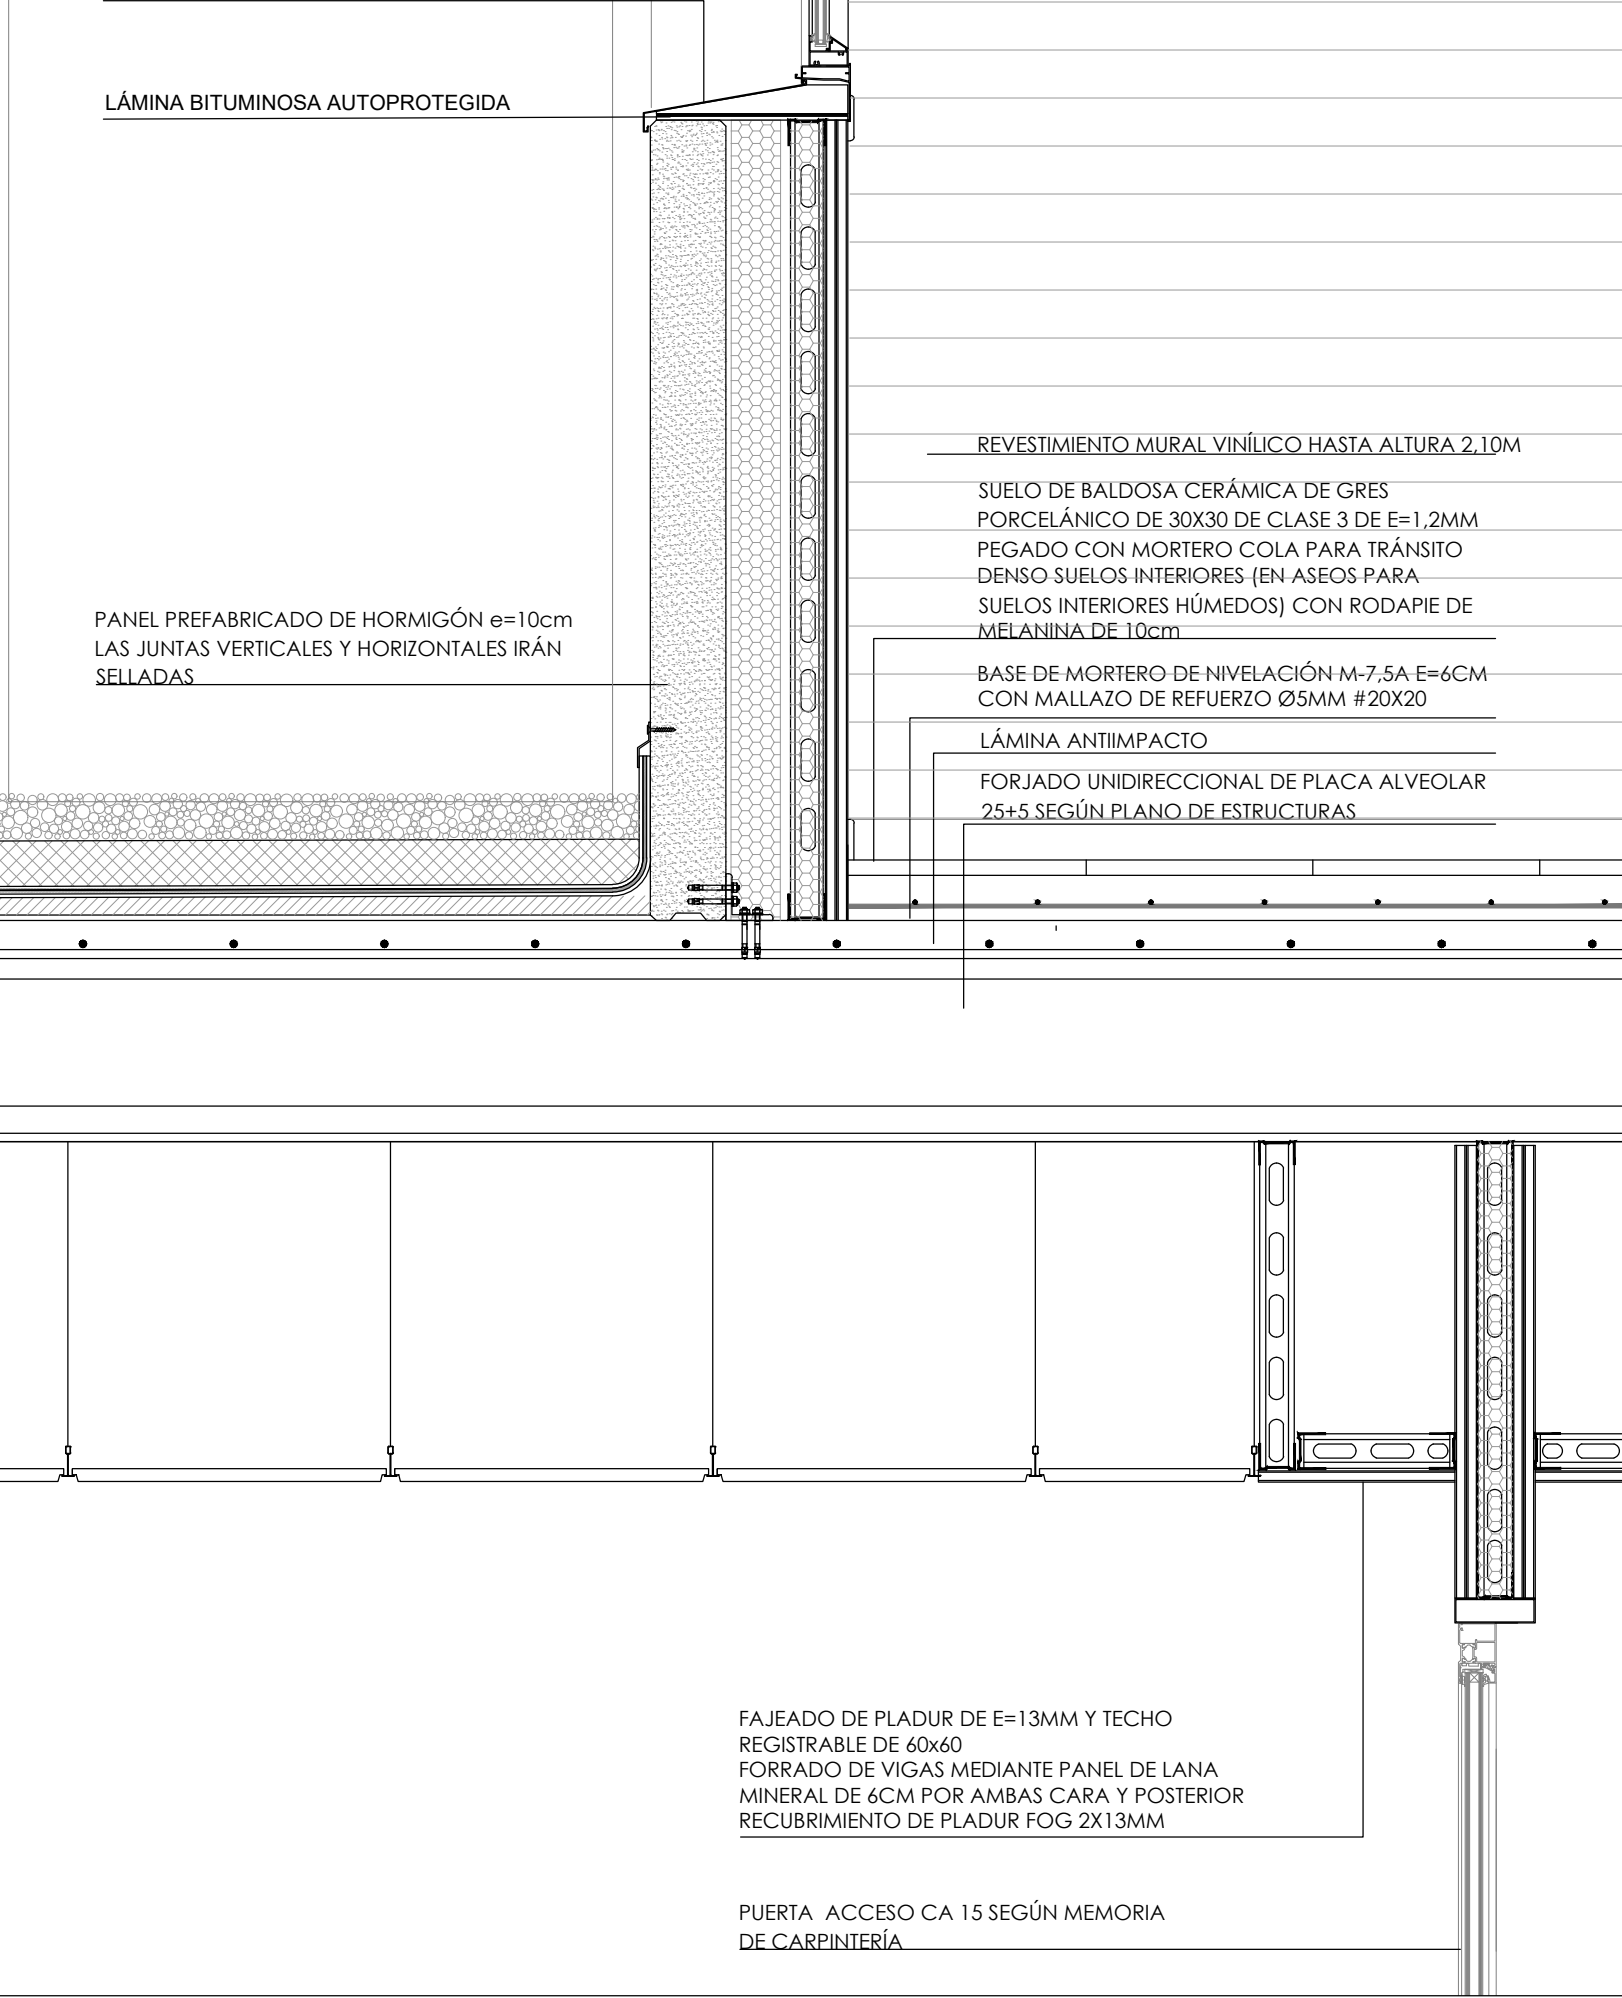 LÁMINA BITUMINOSA AUTOPROTEGIDA
REVESTIMIENTO MURAL VINÍLICO HASTA ALTURA 2,10M
SUELO DE BALDOSA CERÁMICA DE GRES
PORCELÁNICO DE 30X30 DE CLASE 3 DE E=1,2MM
PEGADO CON MORTERO COLA PARA TRÁNSITO
DENSO SUELOS INTERIORES (EN ASEOS PARA
SUELOS INTERIORES HÚMEDOS) CON RODAPIE DE
MELANINA DE 10cm
PANEL PREFABRICADO DE HORMIGÓN e=10cm
LAS JUNTAS VERTICALES Y HORIZONTALES IRÁN
SELLADAS
BASE DE MORTERO DE NIVELACIÓN M-7,5A E=6CM
CON MALLAZO DE REFUERZO Ø5MM #20X20
LÁMINA ANTIIMPACTO
FORJADO UNIDIRECCIONAL DE PLACA ALVEOLAR
25+5 SEGÚN PLANO DE ESTRUCTURAS
FAJEADO DE PLADUR DE E=13MM Y TECHO
REGISTRABLE DE 60x60
FORRADO DE VIGAS MEDIANTE PANEL DE LANA
MINERAL DE 6CM POR AMBAS CARA Y POSTERIOR
RECUBRIMIENTO DE PLADUR FOG 2X13MM
PUERTA  ACCESO CA 15 SEGÚN MEMORIA
DE CARPINTERÍA